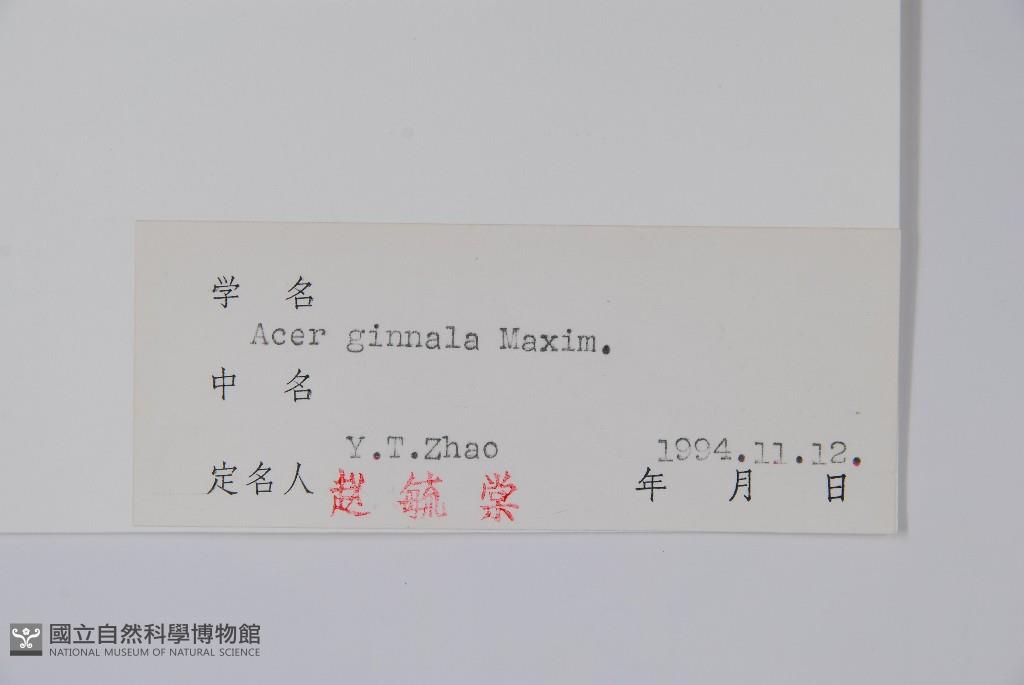 学 名
Acer ginnala Maxim.
中 名
Y.T.Zhao 1994.11.12.
定名人 赵毓棠 年 月 日
國立自然科學博物館
NATIONAL MUSEUM OF NATURAL SCIENCE